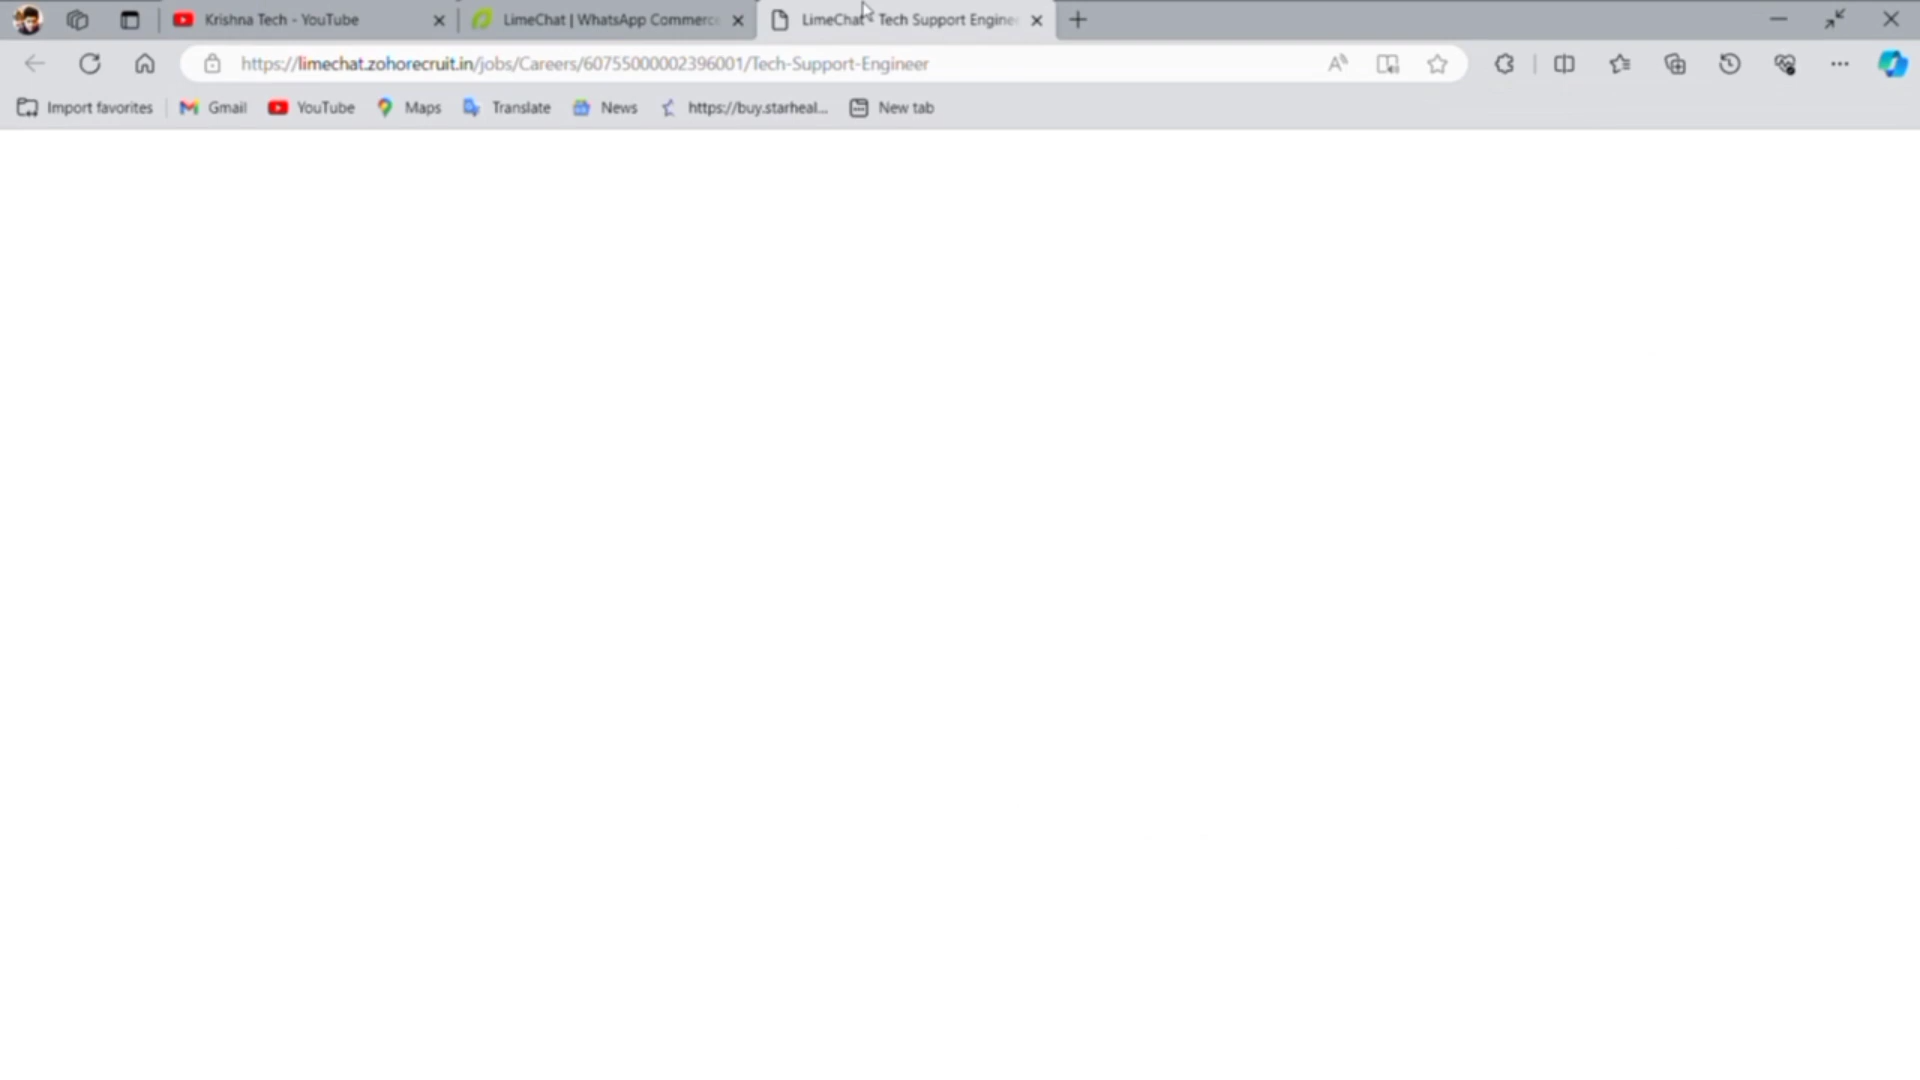 Krishna Tech - YouTube
LimeChat | WhatsApp Commerc
LimeChat - Tech Support Engine
https://limechat.zohorecruit.in/jobs/Careers/60755000002396001/Tech-Support-Engineer
Import favorites
Gmail
YouTube
Maps
Translate
News
https://buy.starheal...
New tab